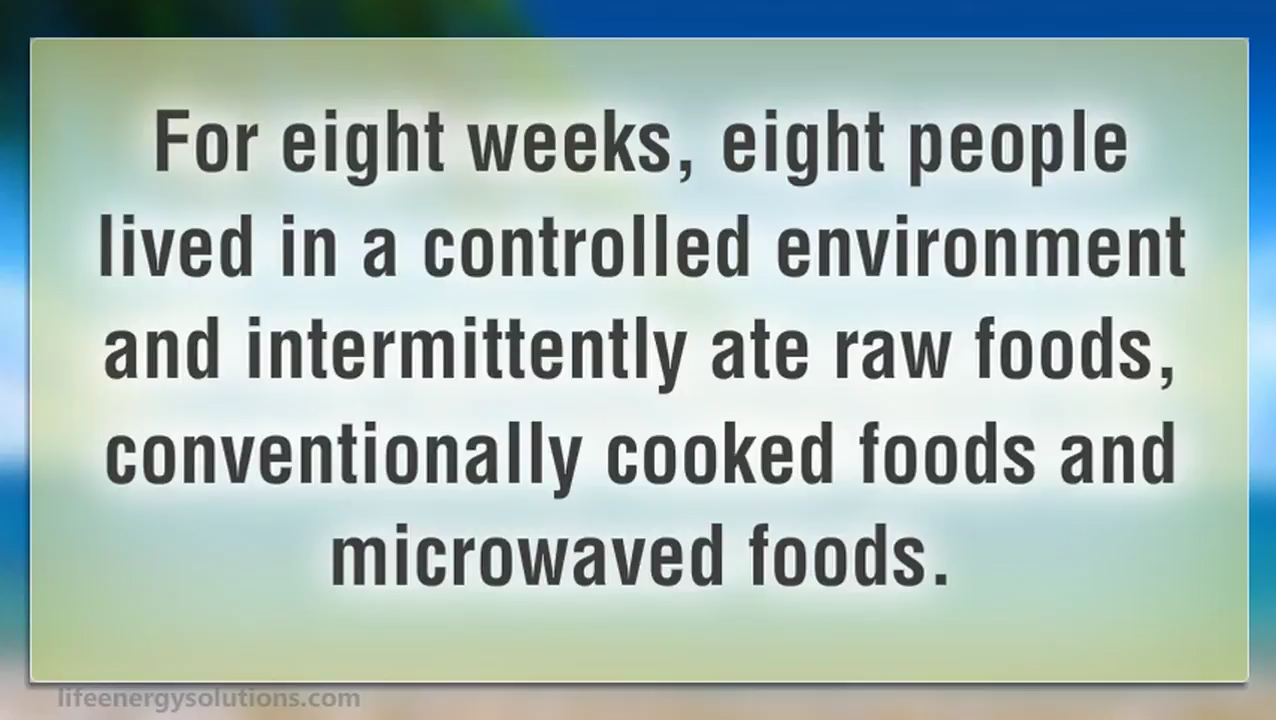 For eight weeks, eight people
lived in a controlled environment
and intermittently ate raw foods,
conventionally cooked foods and
microwaved foods.
lifeenergysolutions.com